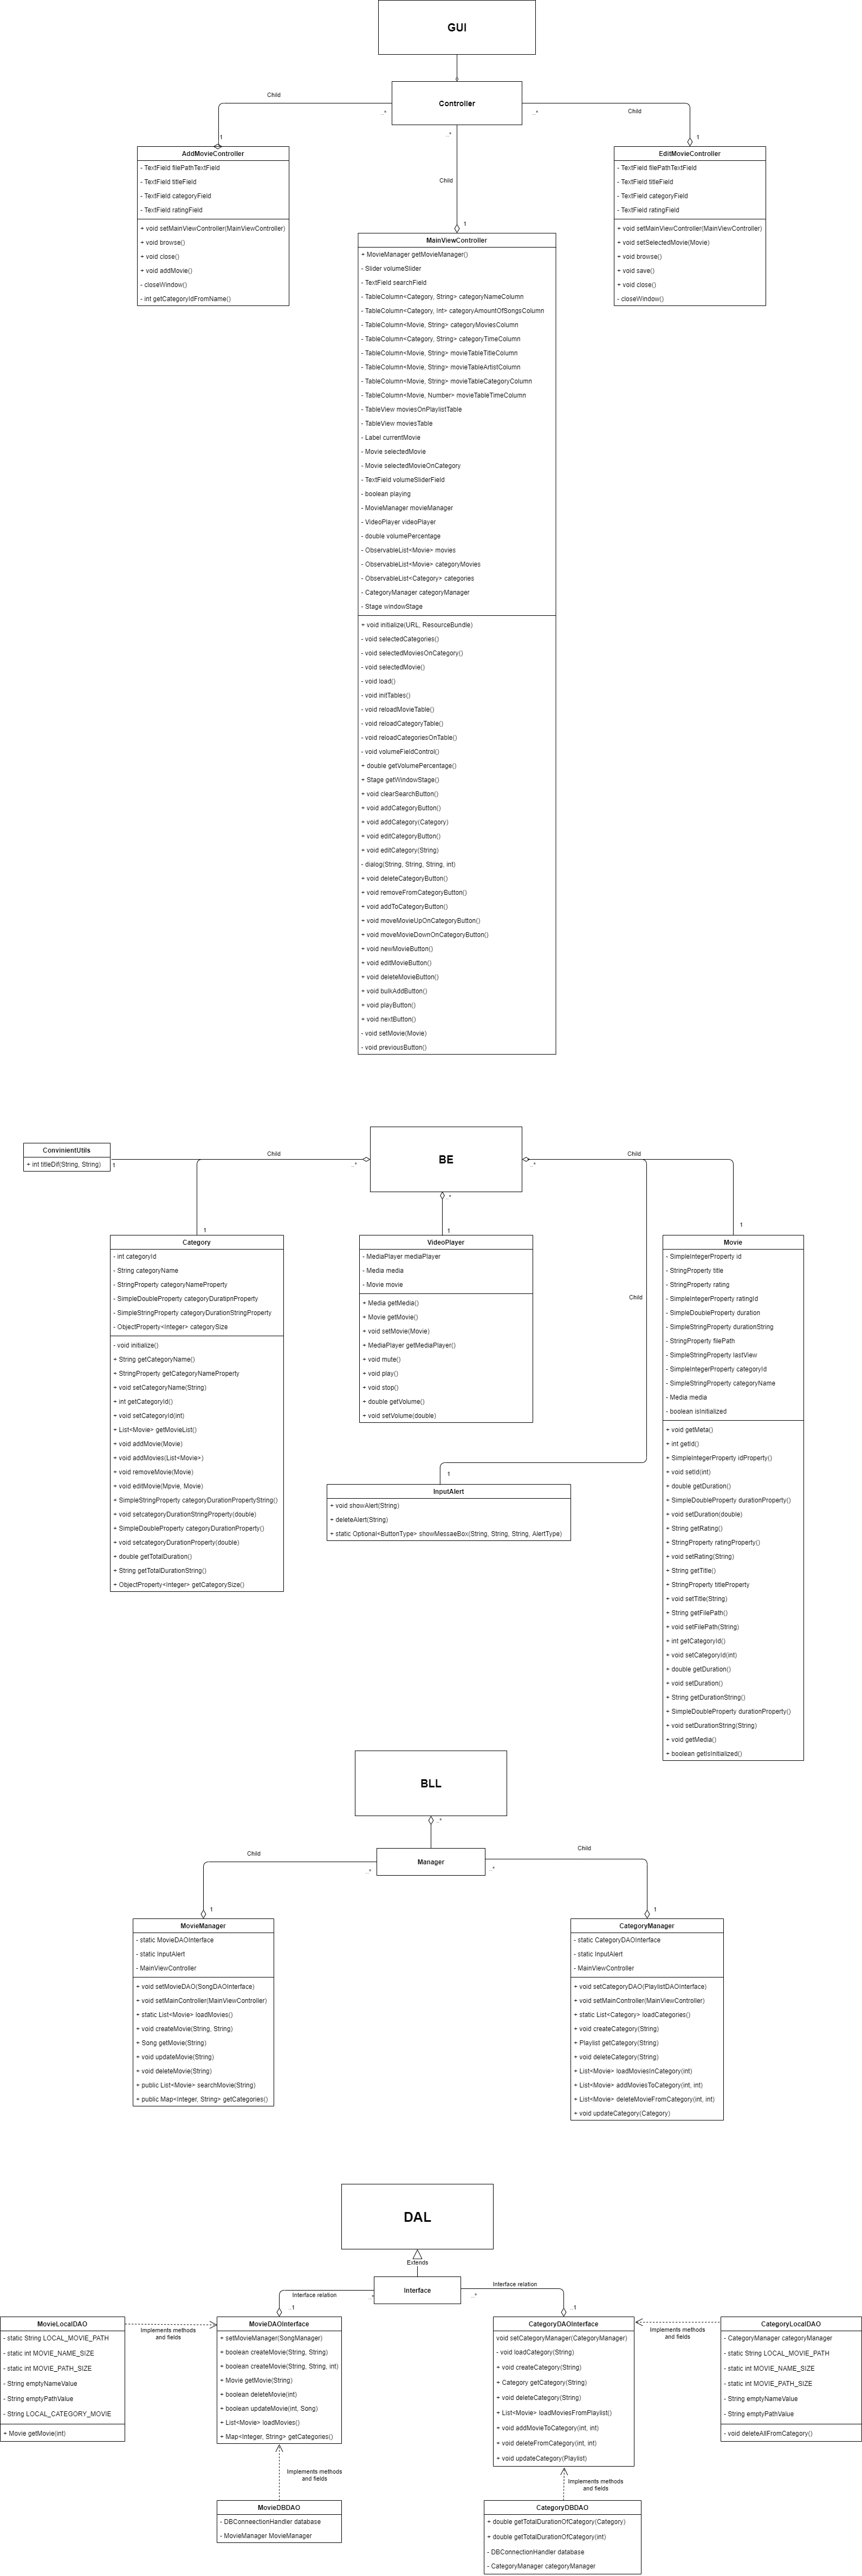 GUI
Controller
Child
..*
1
Child
..*
1
Child
..*
1
AddMovieController
- TextField filePathTextField
- TextField titleField
- TextField categoryField
- TextField ratingField
+ void setMainViewController(MainViewController)
+ void browse()
+ void close()
+ void addMovie()
- closeWindow()
- int getCategoryIdFromName()
EditMovieController
- TextField filePathTextField
- TextField titleField
- TextField categoryField
- TextField ratingField
+ void setMainViewController(MainViewController)
+ void setSelectedMovie(Movie)
+ void browse()
+ void save()
+ void close()
- closeWindow()
MainViewController
+ MovieManager getMovieManager()
- Slider volumeSlider
- TextField searchField
- TableColumn<Category, String> categoryNameColumn
- TableColumn<Category, Int> categoryAmountOfSongsColumn
- TableColumn<Movie, String> categoryMoviesColumn
- TableColumn<Category, String> categoryTimeColumn
- TableColumn<Movie, String> movieTableTitleColumn
- TableColumn<Movie, String> movieTableArtistColumn
- TableColumn<Movie, String> movieTableCategoryColumn
- TableColumn<Movie, Number> movieTableTimeColumn
- TableView moviesOnPlaylistTable
- TableView moviesTable
- Label currentMovie
- Movie selectedMovie
- Movie selectedMovieOnCategory
- TextField volumeSliderField
- boolean playing
- MovieManager movieManager
- VideoPlayer videoPlayer
- double volumePercentage
- ObservableList<Movie> movies
- ObservableList<Movie> categoryMovies
- ObservableList<Category> categories
- CategoryManager categoryManager
- Stage windowStage
+ void initialize(URL, ResourceBundle)
- void selectedCategories()
- void selectedMoviesOnCategory()
- void selectedMovie()
- void load()
- void initTables()
- void reloadMovieTable()
- void reloadCategoryTable()
- void reloadCategoriesOnTable()
- void volumeFieldControl()
+ double getVolumePercentage()
+ Stage getWindowStage()
+ void clearSearchButton()
+ void addCategoryButton()
+ void addCategory(Category)
+ void editCategoryButton()
+ void editCategory(String)
- dialog(String, String, String, int)
+ void deleteCategoryButton()
+ void removeFromCategoryButton()
+ void addToCategoryButton()
+ void moveMovieUpOnCategoryButton()
+ void moveMovieDownOnCategoryButton()
+ void newMovieButton()
+ void editMovieButton()
+ void deleteMovieButton()
+ void bulkAddButton()
+ void playButton()
+ void nextButton()
- void setMovie(Movie)
- void previousButton()
BE
ConvinientUtils
+ int titleDif(String, String)
1
Child
..*
1
..*
1
Child
..*
1
Child
1
Category
- int categoryId
- String categoryName
- StringProperty categoryNameProperty
- SimpleDoubleProperty categoryDuratipnProperty
- SimpleStringProperty categoryDurationStringProperty
- ObjectProperty<Integer> categorySize
- void initialize()
+ String getCategoryName()
+ StringProperty getCategoryNameProperty
+ void setCategoryName(String)
+ int getCategoryId()
+ void setCategoryId(int)
+ List<Movie> getMovieList()
+ void addMovie(Movie)
+ void addMovies(List<Movie>)
+ void removeMovie(Movie)
+ void editMovie(Mpvie, Movie)
+ SimpleStringProperty categoryDurationPropertyString()
+ void setcategoryDurationStringProperty(double)
+ SimpleDoubleProperty categoryDurationProperty()
+ void setcategoryDurationProperty(double)
+ double getTotalDuration()
+ String getTotalDurationString()
+ ObjectProperty<Integer> getCategorySize()
VideoPlayer
- MediaPlayer mediaPlayer
- Media media
- Movie movie
+ Media getMedia()
+ Movie getMovie()
+ void setMovie(Movie)
+ MediaPlayer getMediaPlayer()
+ void mute()
+ void play()
+ void stop()
+ double getVolume()
+ void setVolume(double)
InputAlert
+ void showAlert(String)
+ deleteAlert(String)
+ static Optional<ButtonType> showMessaeBox(String, String, String, AlertType)
Movie
- SimpleIntegerProperty id
- StringProperty title
- StringProperty rating
- SimpleIntegerProperty ratingId
- SimpleDoubleProperty duration
- SimpleStringProperty durationString
- StringProperty filePath
- SimpleStringProperty lastView
- SimpleIntegerProperty categoryId
- SimpleStringProperty categoryName
- Media media
- boolean isInitialized
+ void getMeta()
+ int getId()
+ SimpleIntegerProperty idProperty()
+ void setId(int)
+ double getDuration()
+ SimpleDoubleProperty durationProperty()
+ void setDuration(double)
+ String getRating()
+ StringProperty ratingProperty()
+ void setRating(String)
+ String getTitle()
+ StringProperty titleProperty
+ void setTitle(String)
+ String getFilePath()
+ void setFilePath(String)
+ int getCategoryId()
+ void setCategoryId(int)
+ double getDuration()
+ void setDuration()
+ String getDurationString()
+ SimpleDoubleProperty durationProperty()
+ void setDurationString(String)
+ void getMedia()
+ boolean getIsInitialized()
BLL
..*
Manager
Child
..*
1
Child
..*
1
MovieManager
- static MovieDAOInterface
- static InputAlert
- MainViewController
+ void setMovieDAO(SongDAOInterface)
+ void setMainController(MainViewController)
+ static List<Movie> loadMovies()
+ void createMovie(String, String)
+ Song getMovie(String)
+ void updateMovie(String)
+ void deleteMovie(String)
+ public List<Movie> searchMovie(String)
+ public Map<Integer, String> getCategories()
CategoryManager
- static CategoryDAOInterface
- static InputAlert
- MainViewController
+ void setCategoryDAO(PlaylistDAOInterface)
+ void setMainController(MainViewController)
+ static List<Category> loadCategories()
+ void createCategory(String)
+ Playlist getCategory(String)
+ void deleteCategory(String)
+ List<Movie> loadMoviesInCategory(int)
+ List<Movie> addMoviesToCategory(int, int)
+ List<Movie> deleteMovieFromCategory(int, int)
+ void updateCategory(Category)
DAL
Extends
Interface
Interface relation
..*
..1
Interface relation
..*
..1
MovieLocalDAO
- static String LOCAL_MOVIE_PATH
- static int MOVIE_NAME_SIZE
- static int MOVIE_PATH_SIZE
- String emptyNameValue
- String emptyPathValue
- String LOCAL_CATEGORY_MOVIE
+ Movie getMovie(int)
Implements methods
and fields
MovieDAOInterface
+ setMovieManager(SongManager)
+ boolean createMovie(String, String)
+ boolean createMovie(String, String, int)
+ Movie getMovie(String)
+ boolean deleteMovie(int)
+ boolean updateMovie(int, Song)
+ List<Movie> loadMovies()
+ Map<Integer, String> getCategories()
CategoryDAOInterface
void setCategoryManager(CategoryManager)
- void loadCategory(String)
+ void createCategory(String)
+ Category getCategory(String)
+ void deleteCategory(String)
+ List<Movie> loadMoviesFromPlaylist()
+ void addMovieToCategory(int, int)
+ void deleteFromCategory(int, int)
+ void updateCategory(Playlist)
Implements methods
and fields
CategoryLocalDAO
- CategoryManager categoryManager
- static String LOCAL_MOVIE_PATH
- static int MOVIE_NAME_SIZE
- static int MOVIE_PATH_SIZE
- String emptyNameValue
- String emptyPathValue
- void deleteAllFromCategory()
Implements methods
and fields
MovieDBDAO
- DBConneectionHandler database
- MovieManager MovieManager
Implements methods
and fields
CategoryDBDAO
+ double getTotalDurationOfCategory(Category)
+ double getTotalDurationOfCategory(int)
- DBConnectionHandler database
- CategoryManager categoryManager